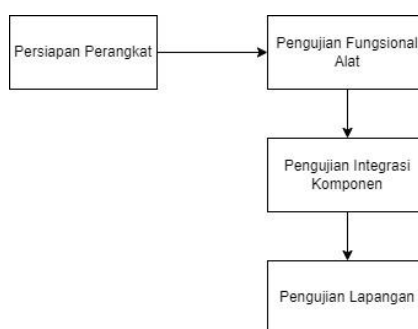 Persiapan Perangkat
Pengujian Fungsional
Alat
Pengujian Integrasi
Komponen
Pengujian Lapangan